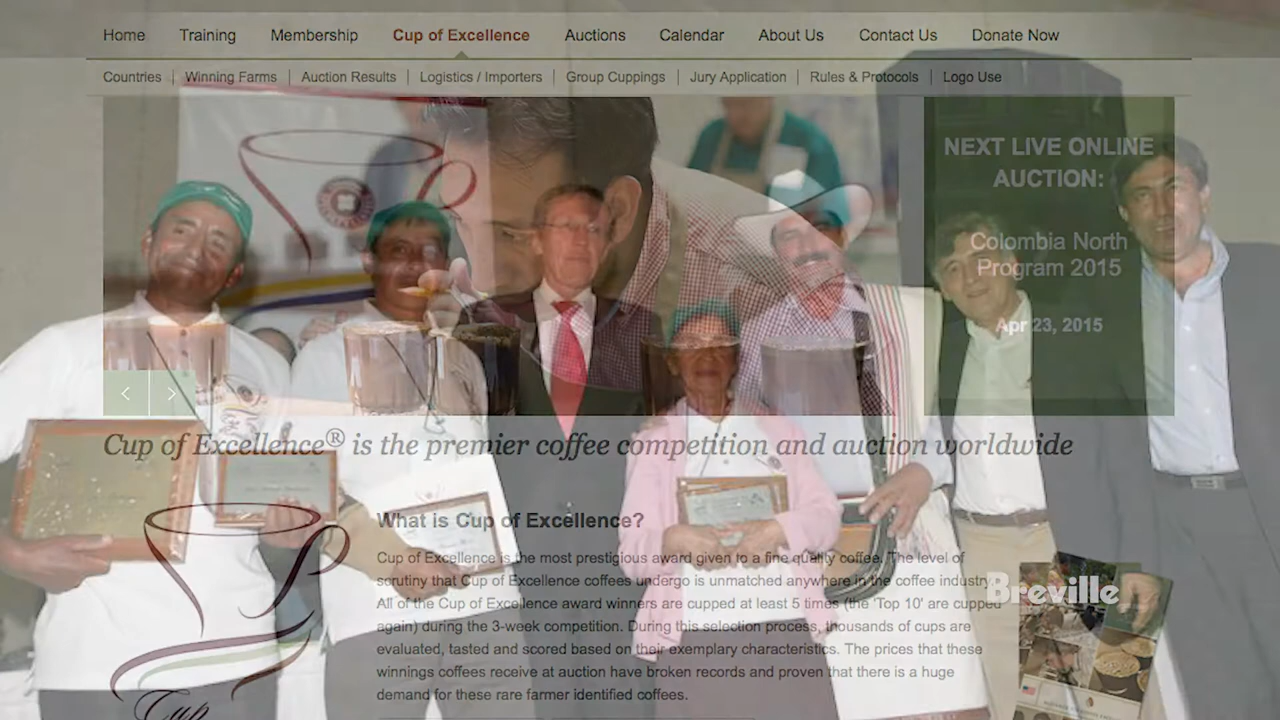 Home Training Membership Cup of Excellence Auctions Calendar About Us Contact Us Donate Now
Countries Winning Farms Auction Results Logistics / Importers Group Cuppings Jury Application Rules & Protocols Logo Use
NEXT LIVE ONLINE
AUCTION:
Colombia North
Program 2015
Apr 23, 2015
Cup of Excellence® is the premier coffee competition and auction worldwide
What is Cup of Excellence?
Cup of Excellence is the most prestigious award given to a fine quality coffee. The level of
scrutiny that Cup of Excellence coffees undergo is unmatched anywhere in the coffee industry.
All of the Cup of Excellence award winners are cupped at least 5 times (the 'Top 10' are cupped
again) during the 3-week competition. During this selection process, thousands of cups are
evaluated, tasted and scored based on their exemplary characteristics. The prices that these
winnings coffees receive at auction have broken records and proven that there is a huge
demand for these rare farmer identified coffees.
Cup
Breville